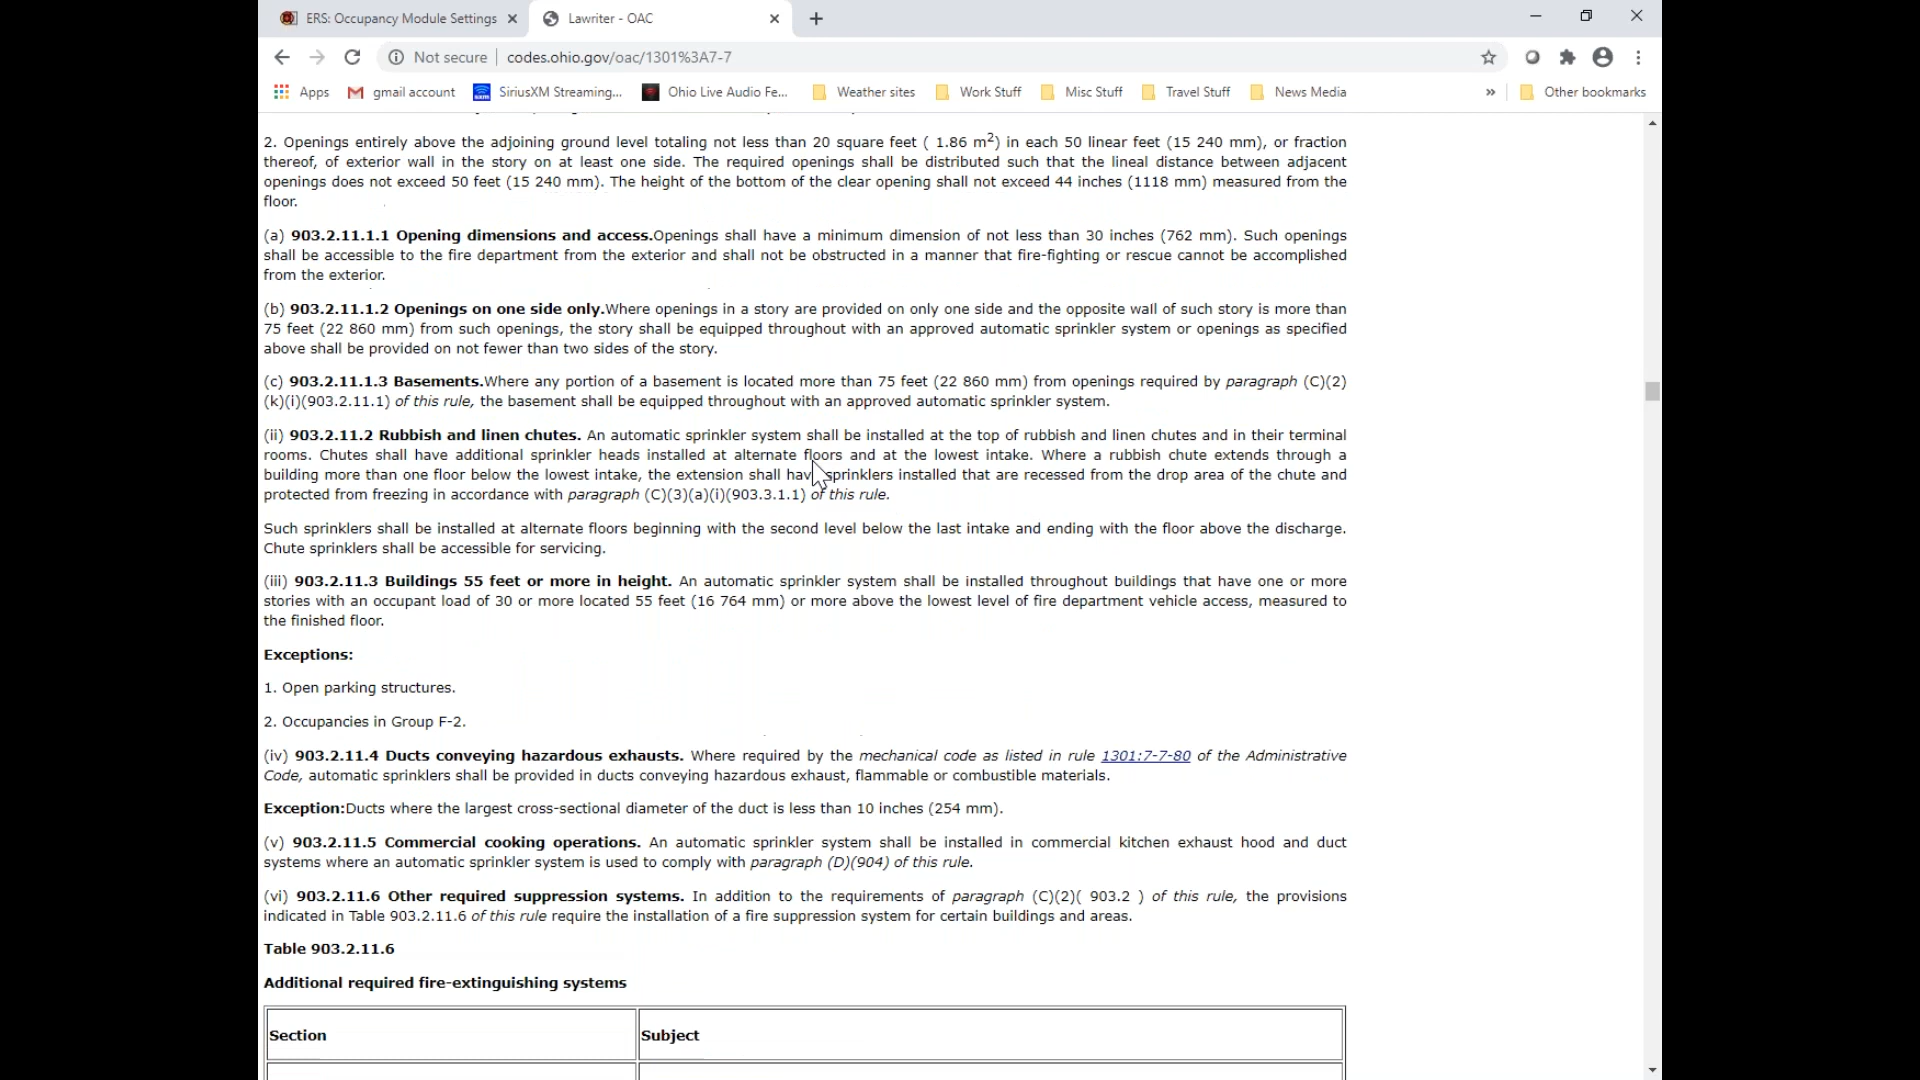 ERS: Occupancy Module Settings
Lawriter - OAC
Not secure
codes.ohio.gov/oac/1301%3A7-7
Apps
gmail account
SiriusXM Streaming...
Ohio Live Audio Fe...
Weather sites
Work Stuff
Misc Stuff
Travel Stuff
News Media
»
Other bookmarks
2. Openings entirely above the adjoining ground level totaling not less than 20 square feet ( 1.86 m2) in each 50 linear feet (15 240 mm), or fraction
thereof, of exterior wall in the story on at least one side. The required openings shall be distributed such that the lineal distance between adjacent
openings does not exceed 50 feet (15 240 mm). The height of the bottom of the clear opening shall not exceed 44 inches (1118 mm) measured from the
floor.
(a) 903.2.11.1.1 Opening dimensions and access.Openings shall have a minimum dimension of not less than 30 inches (762 mm). Such openings
shall be accessible to the fire department from the exterior and shall not be obstructed in a manner that fire-fighting or rescue cannot be accomplished
from the exterior.
(b) 903.2.11.1.2 Openings on one side only.Where openings in a story are provided on only one side and the opposite wall of such story is more than
75 feet (22 860 mm) from such openings, the story shall be equipped throughout with an approved automatic sprinkler system or openings as specified
above shall be provided on not fewer than two sides of the story.
(c) 903.2.11.1.3 Basements.Where any portion of a basement is located more than 75 feet (22 860 mm) from openings required by paragraph (C)(2)
(k)(i)(903.2.11.1) of this rule, the basement shall be equipped throughout with an approved automatic sprinkler system.
(ii) 903.2.11.2 Rubbish and linen chutes. An automatic sprinkler system shall be installed at the top of rubbish and linen chutes and in their terminal
rooms. Chutes shall have additional sprinkler heads installed at alternate floors and at the lowest intake. Where a rubbish chute extends through a
building more than one floor below the lowest intake, the extension shall have sprinklers installed that are recessed from the drop area of the chute and
protected from freezing in accordance with paragraph (C)(3)(a)(i)(903.3.1.1) of this rule.
Such sprinklers shall be installed at alternate floors beginning with the second level below the last intake and ending with the floor above the discharge.
Chute sprinklers shall be accessible for servicing.
(iii) 903.2.11.3 Buildings 55 feet or more in height. An automatic sprinkler system shall be installed throughout buildings that have one or more
stories with an occupant load of 30 or more located 55 feet (16 764 mm) or more above the lowest level of fire department vehicle access, measured to
the finished floor.
Exceptions:
1. Open parking structures.
2. Occupancies in Group F-2.
(iv) 903.2.11.4 Ducts conveying hazardous exhausts. Where required by the mechanical code as listed in rule 1301:7-7-80 of the Administrative
Code, automatic sprinklers shall be provided in ducts conveying hazardous exhaust, flammable or combustible materials.
Exception:Ducts where the largest cross-sectional diameter of the duct is less than 10 inches (254 mm).
(v) 903.2.11.5 Commercial cooking operations. An automatic sprinkler system shall be installed in commercial kitchen exhaust hood and duct
systems where an automatic sprinkler system is used to comply with paragraph (D)(904) of this rule.
(vi) 903.2.11.6 Other required suppression systems. In addition to the requirements of paragraph (C)(2)( 903.2 ) of this rule, the provisions
indicated in Table 903.2.11.6 of this rule require the installation of a fire suppression system for certain buildings and areas.
Table 903.2.11.6
Additional required fire-extinguishing systems
Section
Subject